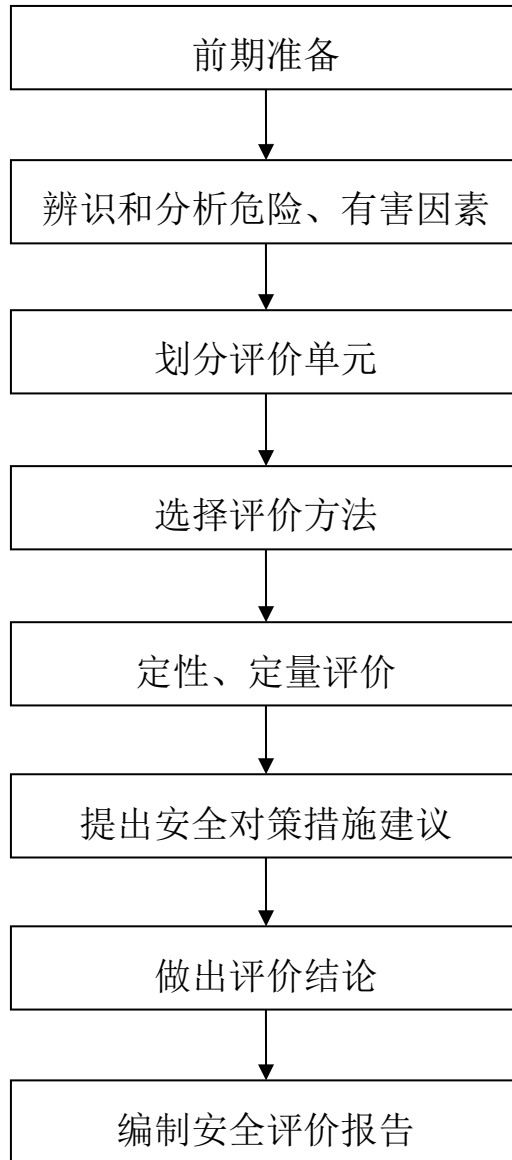 前期准备
辨识和分析危险、有害因素
划分评价单元
选择评价方法
定性、定量评价
提出安全对策措施建议
做出评价结论
编制安全评价报告